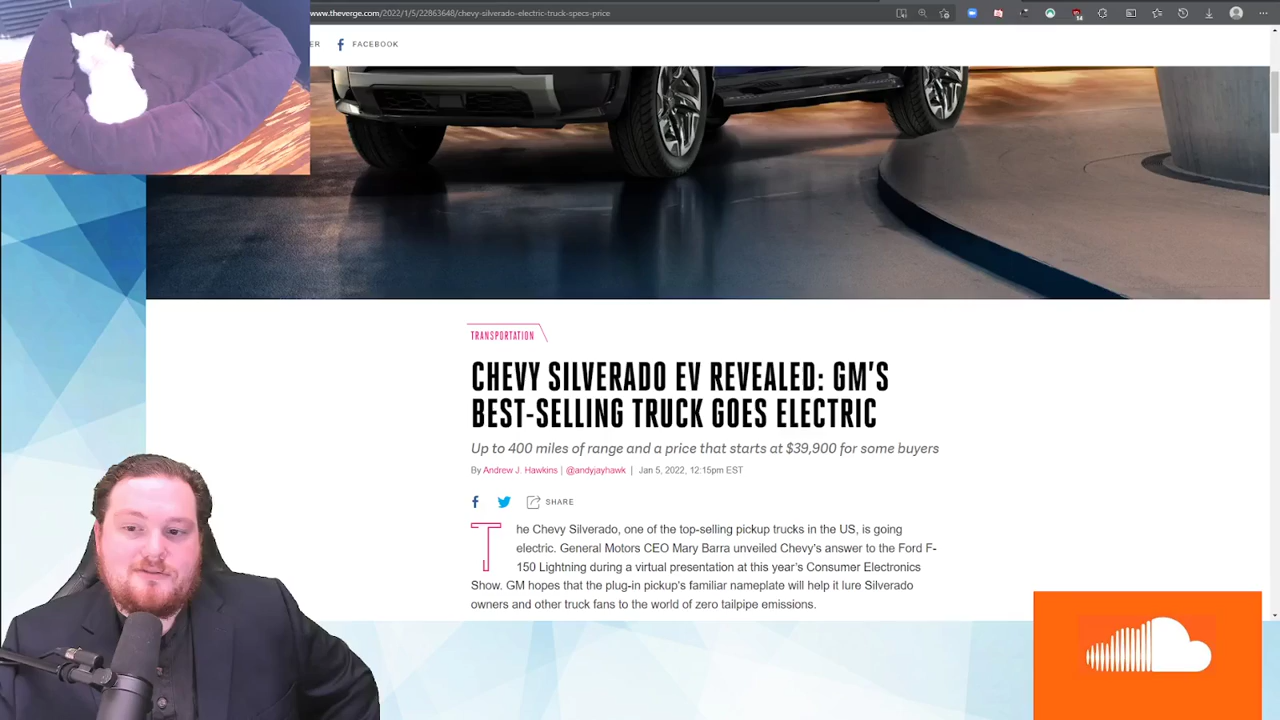 www.theverge.com/2022/1/5/22863648/chevy-silverado-electric-truck-specs-price
14
ER
FACEBOOK
TRANSPORTATION
CHEVY SILVERADO EV REVEALED: GM'S
BEST-SELLING TRUCK GOES ELECTRIC
Up to 400 miles of range and a price that starts at $39,900 for some buyers
By Andrew J. Hawkins | @andyjayhawk | Jan 5, 2022, 12:15pm EST
SHARE
The Chevy Silverado, one of the top-selling pickup trucks in the US, is going
electric. General Motors CEO Mary Barra unveiled Chevy's answer to the Ford F-
150 Lightning during a virtual presentation at this year's Consumer Electronics
Show. GM hopes that the plug-in pickup's familiar nameplate will help it lure Silverado
owners and other truck fans to the world of zero tailpipe emissions.